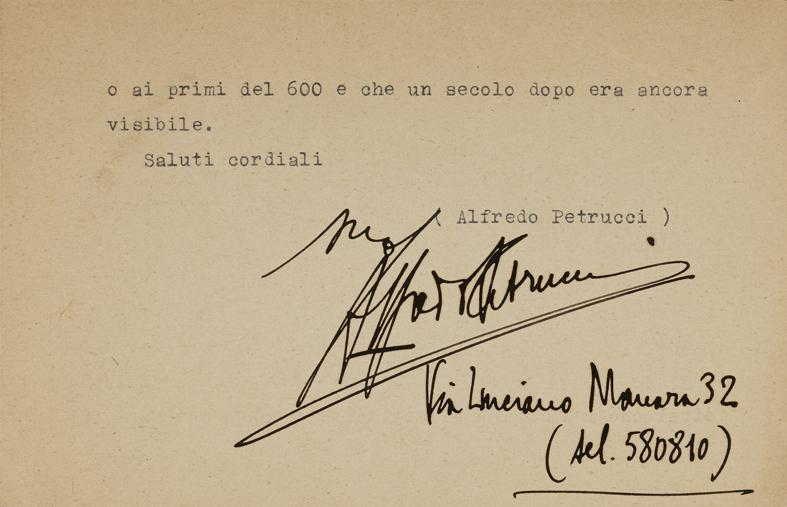 o ai primi del 600 e che un secolo dopo era ancora
visibile.
Saluti cordiali
( Alfredo Petrucci )
Alfredo Petrucci
Via Luciano Manara 32
(tel. 580810)